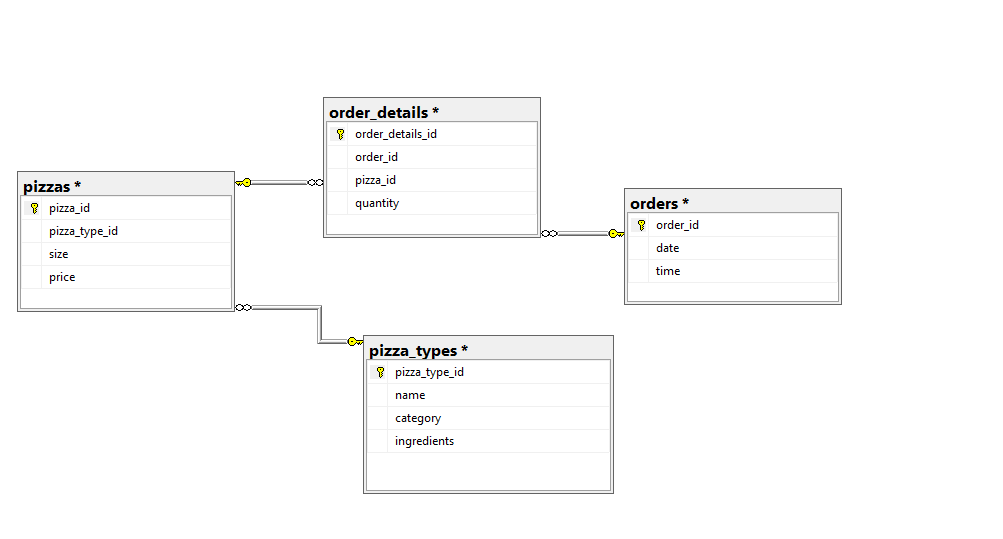 order_details *
order_details_id
order_id
pizza_id
quantity
pizzas *
pizza_id
pizza_type_id
size
price
orders *
order_id
date
time
pizza_types *
pizza_type_id
name
category
ingredients